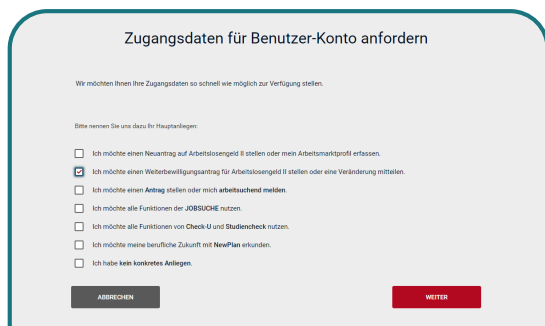 Zugangsdaten für Benutzer-Konto anfordern
Wir möchten Ihnen Ihre Zugangsdaten so schnell wie möglich zur Verfügung stellen.
Bitte nennen Sie uns dazu Ihr Hauptanliegen:
Ich möchte einen Neuantrag auf Arbeitslosengeld II stellen oder mein Arbeitsmarktprofil erfassen.
Ich möchte einen Weiterbewilligungsantrag für Arbeitslosengeld II stellen oder eine Veränderung mitteilen.
Ich möchte einen Antrag stellen oder mich arbeitsuchend melden.
Ich möchte alle Funktionen der JOBSUCHE nutzen.
Ich möchte alle Funktionen von Check-U und Studiencheck nutzen.
Ich möchte meine berufliche Zukunft mit NewPlan erkunden.
Ich habe kein konkretes Anliegen.
ABBRECHEN
WEITER